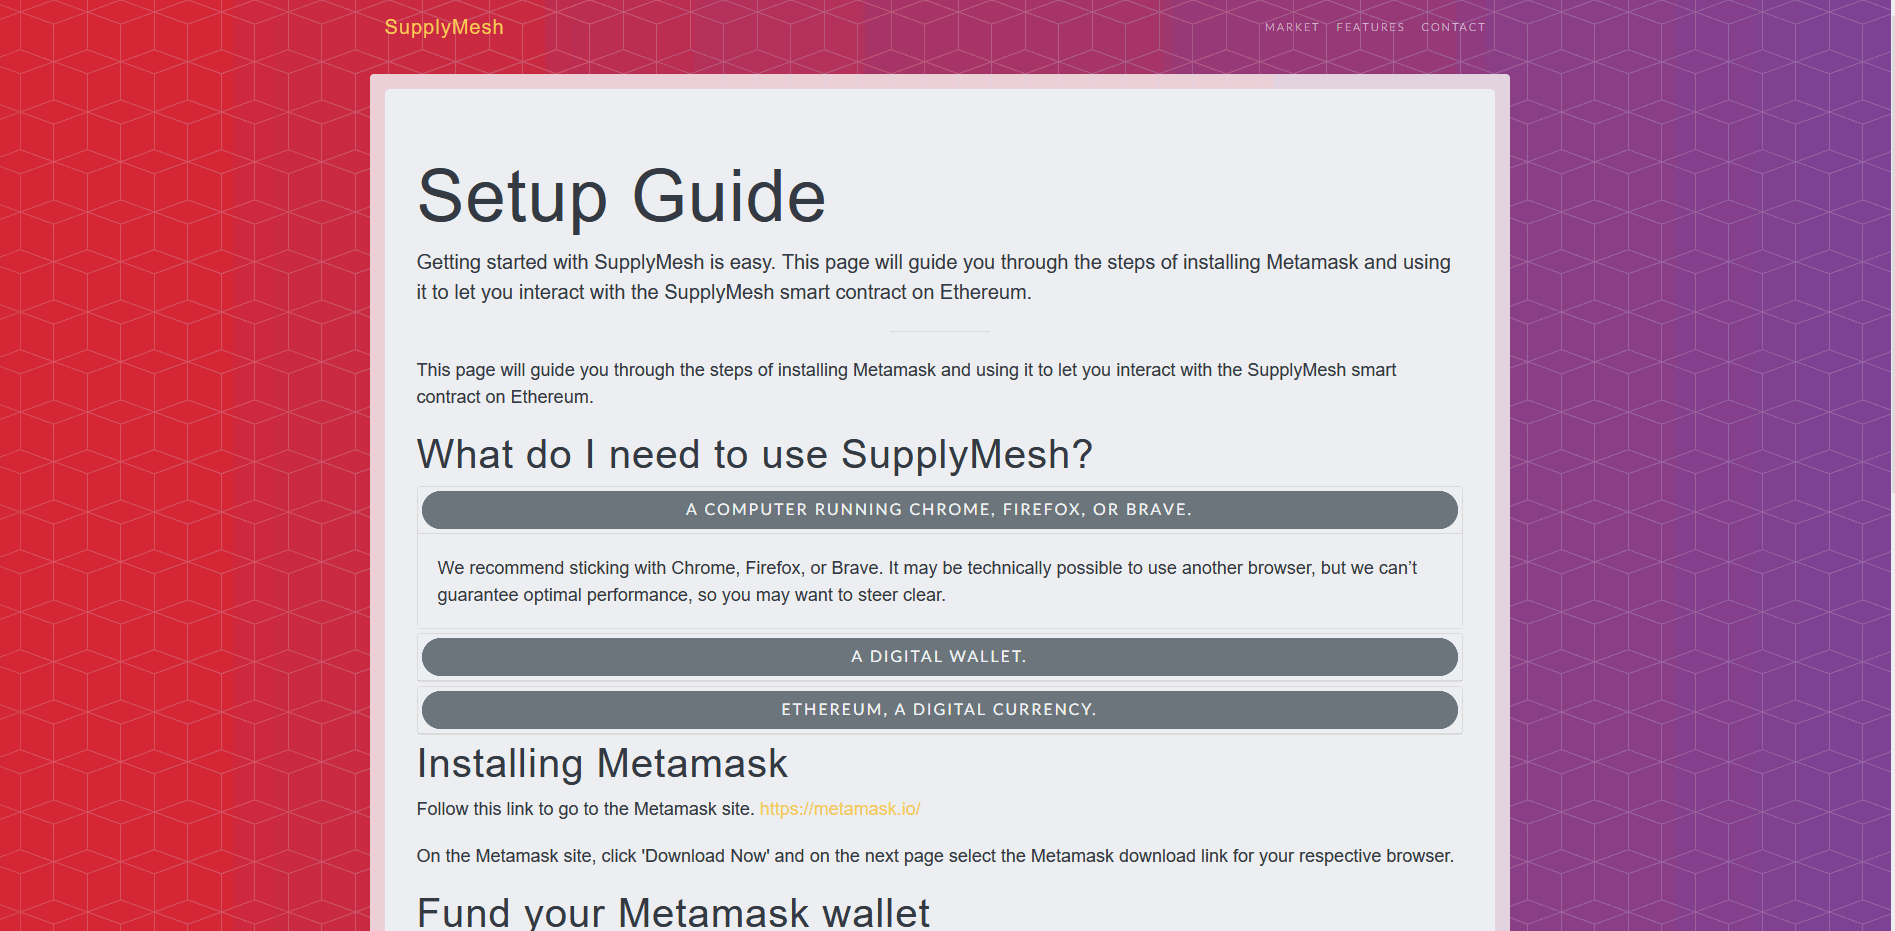 SupplyMesh
MARKET FEATURES CONTACT
Setup Guide
Getting started with SupplyMesh is easy. This page will guide you through the steps of installing Metamask and using
it to let you interact with the SupplyMesh smart contract on Ethereum.
This page will guide you through the steps of installing Metamask and using it to let you interact with the SupplyMesh smart
contract on Ethereum.
What do I need to use SupplyMesh?
A COMPUTER RUNNING CHROME, FIREFOX, OR BRAVE.
We recommend sticking with Chrome, Firefox, or Brave. It may be technically possible to use another browser, but we can’t
guarantee optimal performance, so you may want to steer clear.
A DIGITAL WALLET.
ETHEREUM, A DIGITAL CURRENCY.
Installing Metamask
Follow this link to go to the Metamask site. https://metamask.io/
On the Metamask site, click 'Download Now' and on the next page select the Metamask download link for your respective browser.
Fund your Metamask wallet